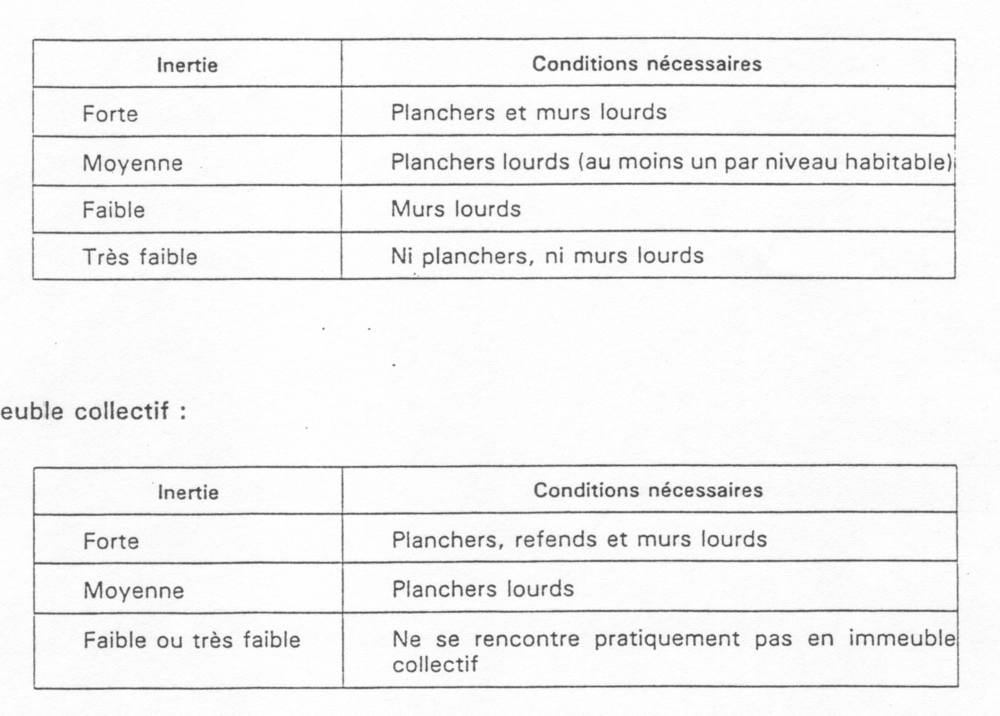 Inertie Conditions nécessaires
Forte Planchers et murs lourds
Moyenne Planchers lourds (au moins un par niveau habitable)
Faible Murs lourds
Très faible Ni planchers, ni murs lourds
euble collectif :
Inertie Conditions nécessaires
Forte Planchers, refends et murs lourds
Moyenne Planchers lourds
Faible ou très faible Ne se rencontre pratiquement pas en immeuble
collectif